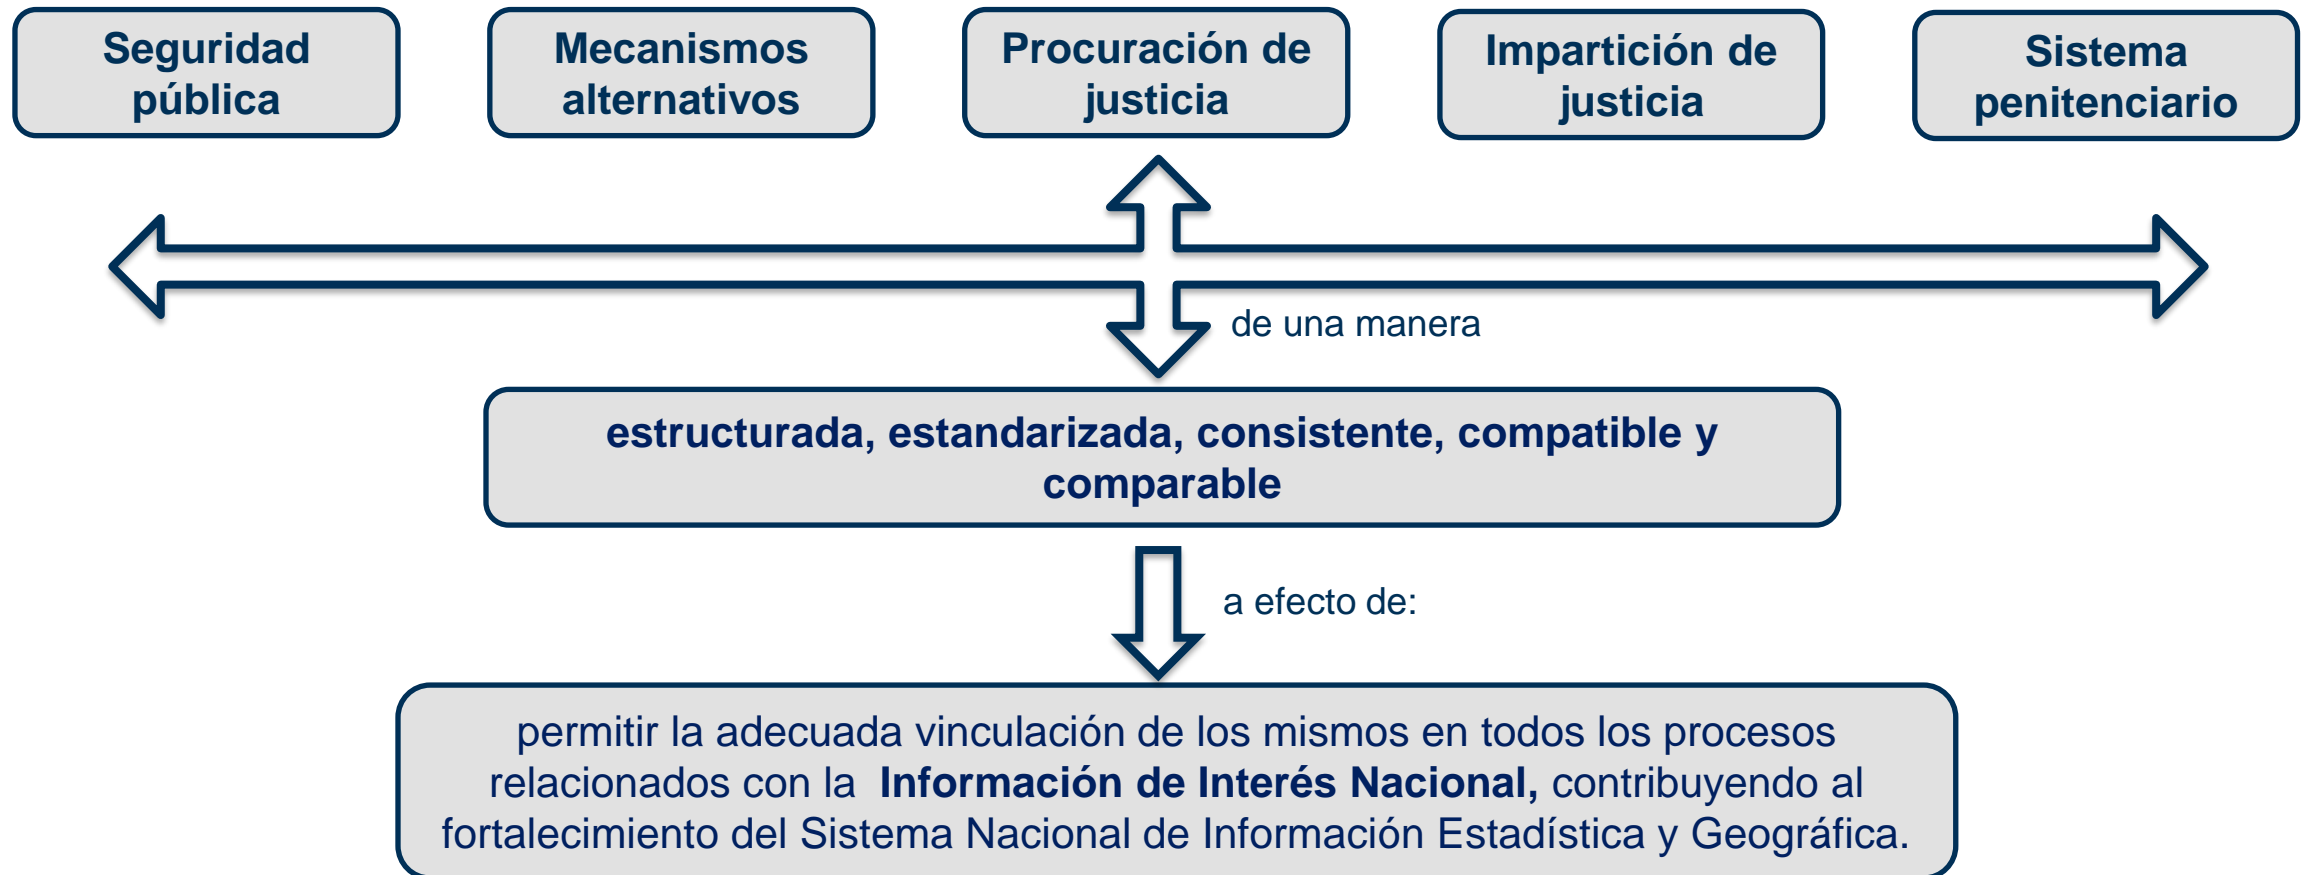 Seguridad
pública
Mecanismos
alternativos
Procuración de
justicia
Impartición de
justicia
Sistema
penitenciario
de una manera
estructurada, estandarizada, consistente, compatible y
comparable
a efecto de:
permitir la adecuada vinculación de los mismos en todos los procesos
relacionados con la Información de Interés Nacional, contribuyendo al
fortalecimiento del Sistema Nacional de Información Estadística y Geográfica.